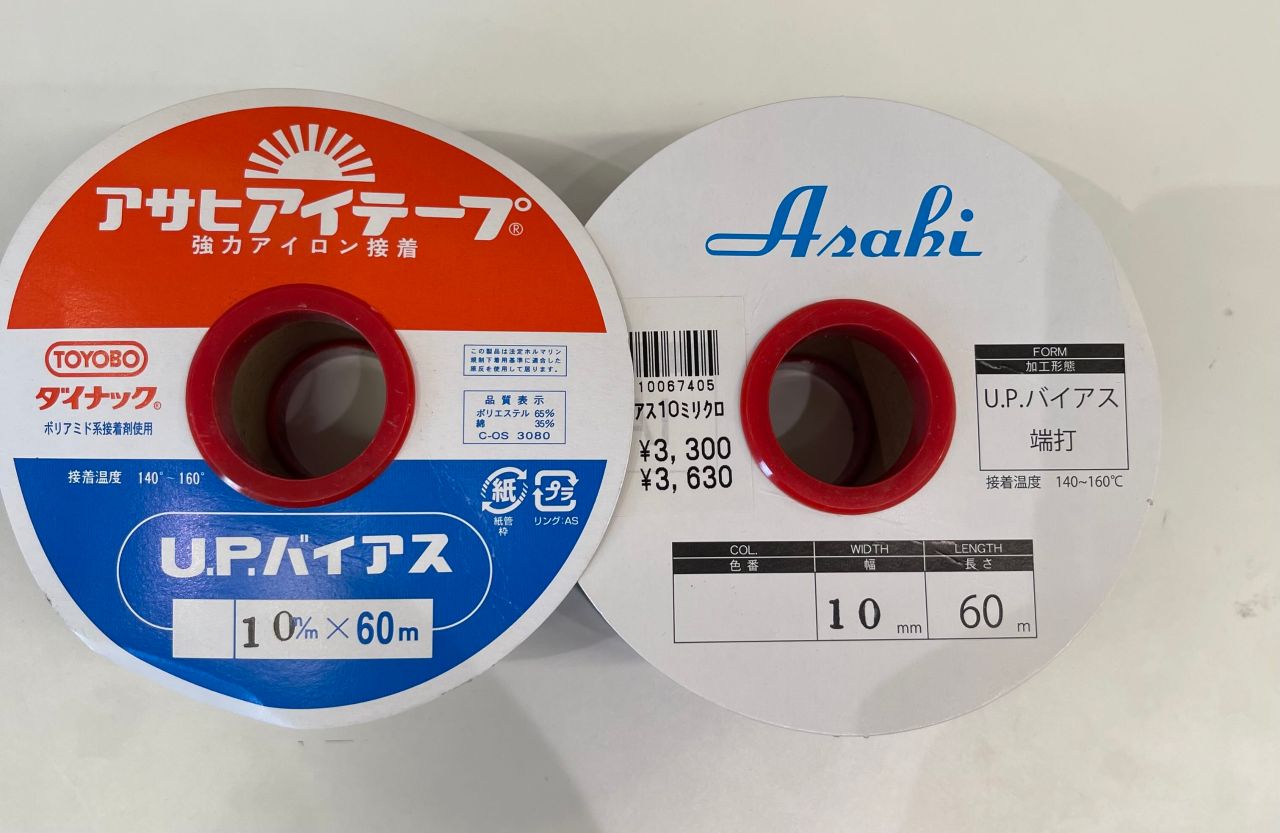 アサヒアイテープ®
強力アイロン接着
TOYOBO
ダイナック®
ポリアミド系接着剤使用
この製品は法定ホルマリン
規制下着用基準に適合した
原反を使用して居ります。
品質表示
ポリエステル 65%
綿 35%
C-OS 3080
接着温度 140°-160°
紙
紙管
枠
プラ
リング:AS
U.P.バイアス
10 m/m × 60m
Asahi
10067405
アス10ミリクロ
¥3,300
¥3,630
FORM
加工形態
U.P.バイアス
端打
接着温度 140~160℃
COL. WIDTH LENGTH
色番 幅 長さ
10 mm 60 m